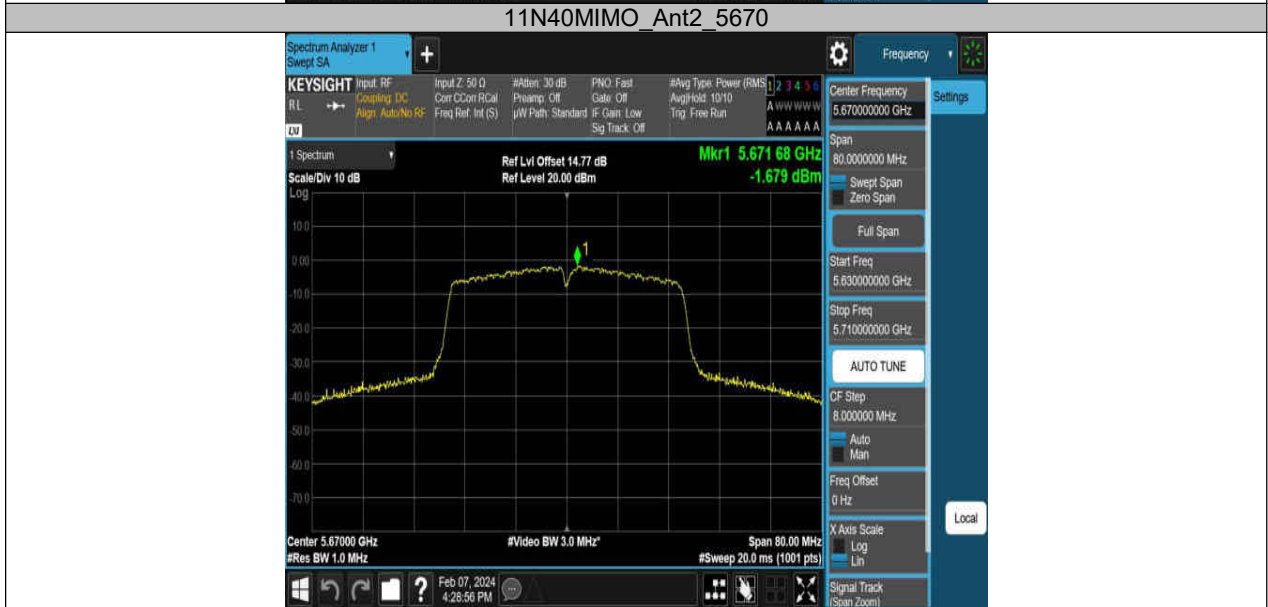 11N40MIMO_Ant2_5670
Spectrum Analyzer 1
Swept SA
+
Frequency
KEYSIGHT
Input: RF
Input Z: 50 Ω
#Atten: 30 dB
PNO: Fast
#Avg Type: Power (RMS
1 2 3 4 5 6
RL
Coupling: DC
Corr CCorr RCal
Preamp: Off
Gate: Off
Avg|Hold: 10/10
A W W W W W
Align: Auto/No RF
Freq Ref: Int (S)
µW Path: Standard
IF Gain: Low
Trig: Free Run
Sig Track: Off
A A A A A A
LXI
1 Spectrum
Ref Lvl Offset 14.77 dB
Mkr1 5.671 68 GHz
Scale/Div 10 dB
Ref Level 20.00 dBm
-1.679 dBm
Log
10.0
0.00
-10.0
-20.0
-30.0
-40.0
-50.0
-60.0
-70.0
1
Center 5.67000 GHz
#Video BW 3.0 MHz*
Span 80.00 MHz
#Res BW 1.0 MHz
#Sweep 20.0 ms (1001 pts)
Feb 07, 2024
4:28:56 PM
?
Center Frequency
5.670000000 GHz
Settings
Span
80.0000000 MHz
Swept Span
Zero Span
Full Span
Start Freq
5.630000000 GHz
Stop Freq
5.710000000 GHz
AUTO TUNE
CF Step
8.000000 MHz
Auto
Man
Freq Offset
0 Hz
Local
X Axis Scale
Log
Lin
Signal Track
(Span Zoom)